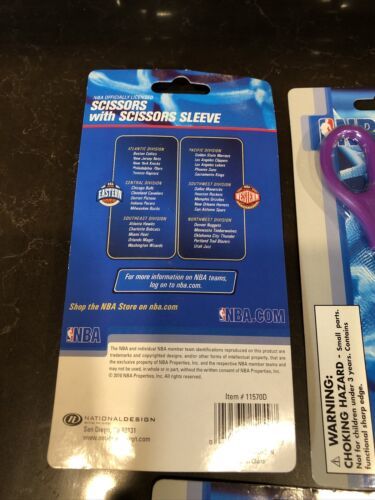 NBA OFFICIALLY LICENSED
SCISSORS
with SCISSORS SLEEVE
ATLANTIC DIVISION
Boston Celtics
New Jersey Nets
New York Knicks
Philadelphia 76ers
Toronto Raptors
CENTRAL DIVISION
Chicago Bulls
Cleveland Cavaliers
Detroit Pistons
Indiana Pacers
Milwaukee Bucks
SOUTHEAST DIVISION
Atlanta Hawks
Charlotte Bobcats
Miami Heat
Orlando Magic
Washington Wizards
EASTERN
PACIFIC DIVISION
Golden State Warriors
Los Angeles Clippers
Los Angeles Lakers
Phoenix Suns
Sacramento Kings
SOUTHWEST DIVISION
Dallas Mavericks
Houston Rockets
Memphis Grizzlies
New Orleans Hornets
San Antonio Spurs
NORTHWEST DIVISION
Denver Nuggets
Minnesota Timberwolves
Oklahoma City Thunder
Portland Trail Blazers
Utah Jazz
WESTERN
For more information on NBA teams,
log on to nba.com.
Shop the NBA Store on nba.com
NBA
NBA.COM
The NBA and individual NBA member team identifications reproduced on this product are
trademarks and copyrighted designs, and/or other forms of intellectual property, that are
the exclusive property of NBA Properties, Inc. and the respective NBA member teams and
may not be used, in whole or in part, without the prior written consent of NBA Properties, Inc.
© 2010 NBA Properties, Inc. All rights reserved.
Item # 11570D
NATIONALDESIGN
San Diego, CA 92131
WARNING:
CHOKING HAZARD - Small parts.
Not for children under 3 years. Contains
functional sharp edge.